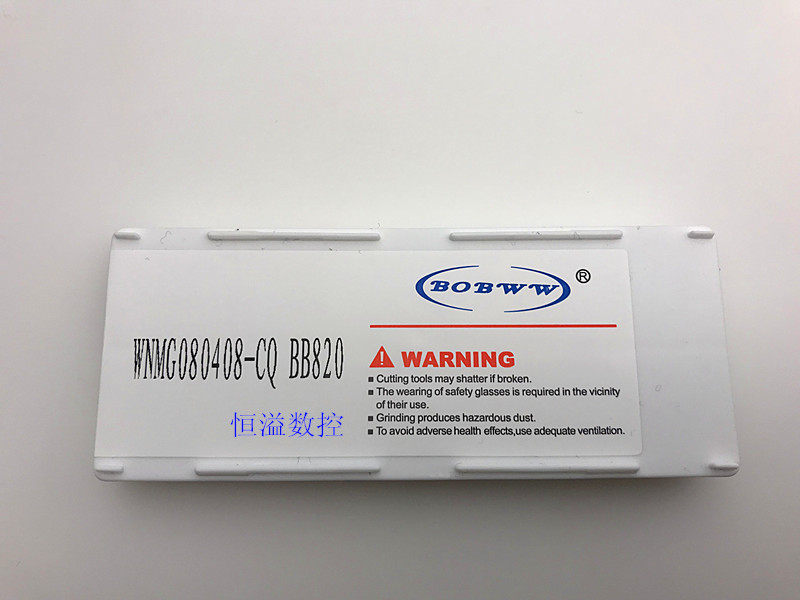 BOBWW®
WNMG080408-CQ BB820
WARNING
■ Cutting tools may shatter if broken.
■ The wearing of safety glasses is required in the vicinity
of their use.
■ Grinding produces hazardous dust.
■ To avoid adverse health effects,use adequate ventilation.
恒溢数控